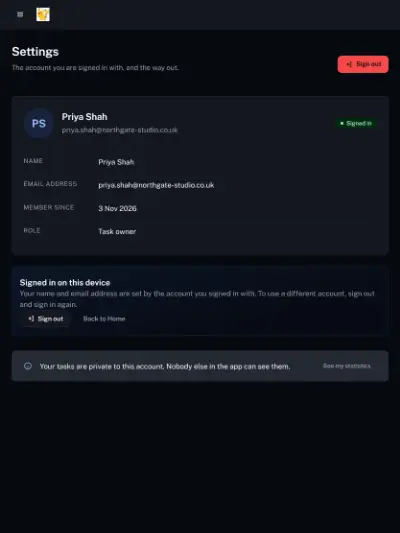 Settings
The account you are signed in with, and the way out.
Sign out
PS
Priya Shah
priya.shah@northgate-studio.co.uk
Signed in
NAME
Priya Shah
EMAIL ADDRESS
priya.shah@northgate-studio.co.uk
MEMBER SINCE
3 Nov 2026
ROLE
Task owner
Signed in on this device
Your name and email address are set by the account you signed in with. To use a different account, sign out
and sign in again.
Sign out
Back to Home
Your tasks are private to this account. Nobody else in the app can see them.
See my statistics